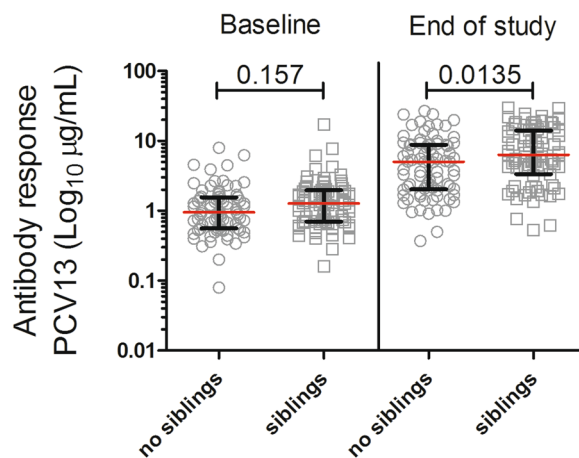 Baseline
End of study
0.157
0.0135
Antibody response
PCV13 (Log10 µg/mL)
100
10
1
0.1
0.01
no siblings
siblings
no siblings
siblings